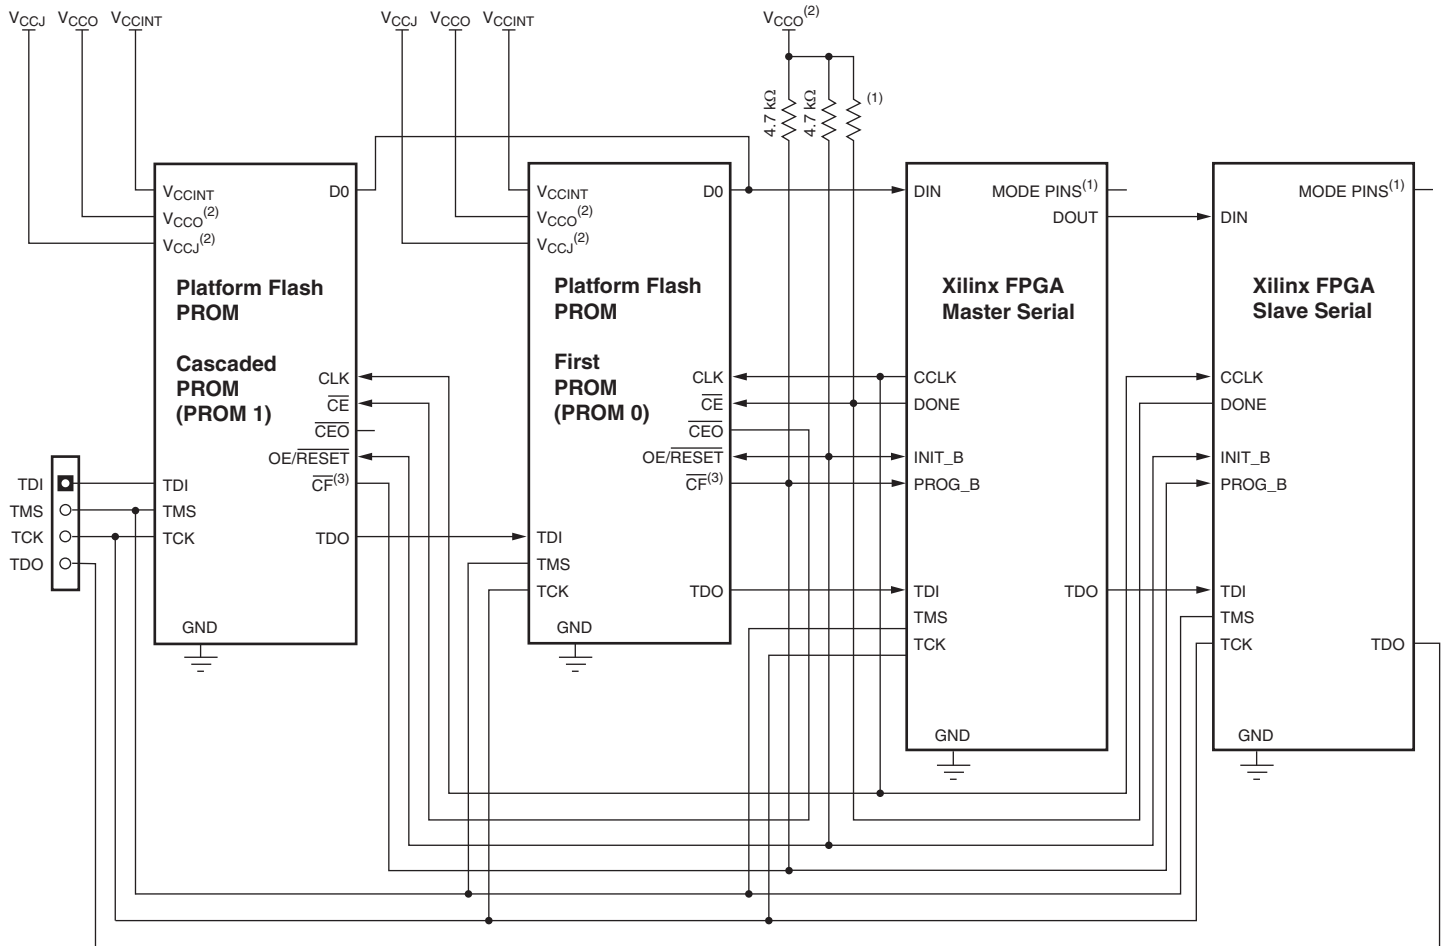 VCCJ VCCO VCCINT
VCCJ VCCO VCCINT
VCCO(2)
4.7 kΩ
4.7 kΩ
(1)
VCCINT
VCCO(2)
VCCJ(2)
D0
Platform Flash
PROM
Cascaded
PROM
(PROM 1)
CLK
CE
CEO
OE/RESET
CF(3)
TDI
TMS
TCK
TDO
GND
TDI
TMS
TCK
TDO
VCCINT
VCCO(2)
VCCJ(2)
D0
Platform Flash
PROM
First
PROM
(PROM 0)
CLK
CE
CEO
OE/RESET
CF(3)
TDI
TMS
TCK
TDO
GND
DIN
MODE PINS(1)
DOUT
Xilinx FPGA
Master Serial
CCLK
DONE
INIT_B
PROG_B
TDI
TMS
TCK
TDO
GND
MODE PINS(1)
DIN
Xilinx FPGA
Slave Serial
CCLK
DONE
INIT_B
PROG_B
TDI
TMS
TCK
TDO
GND